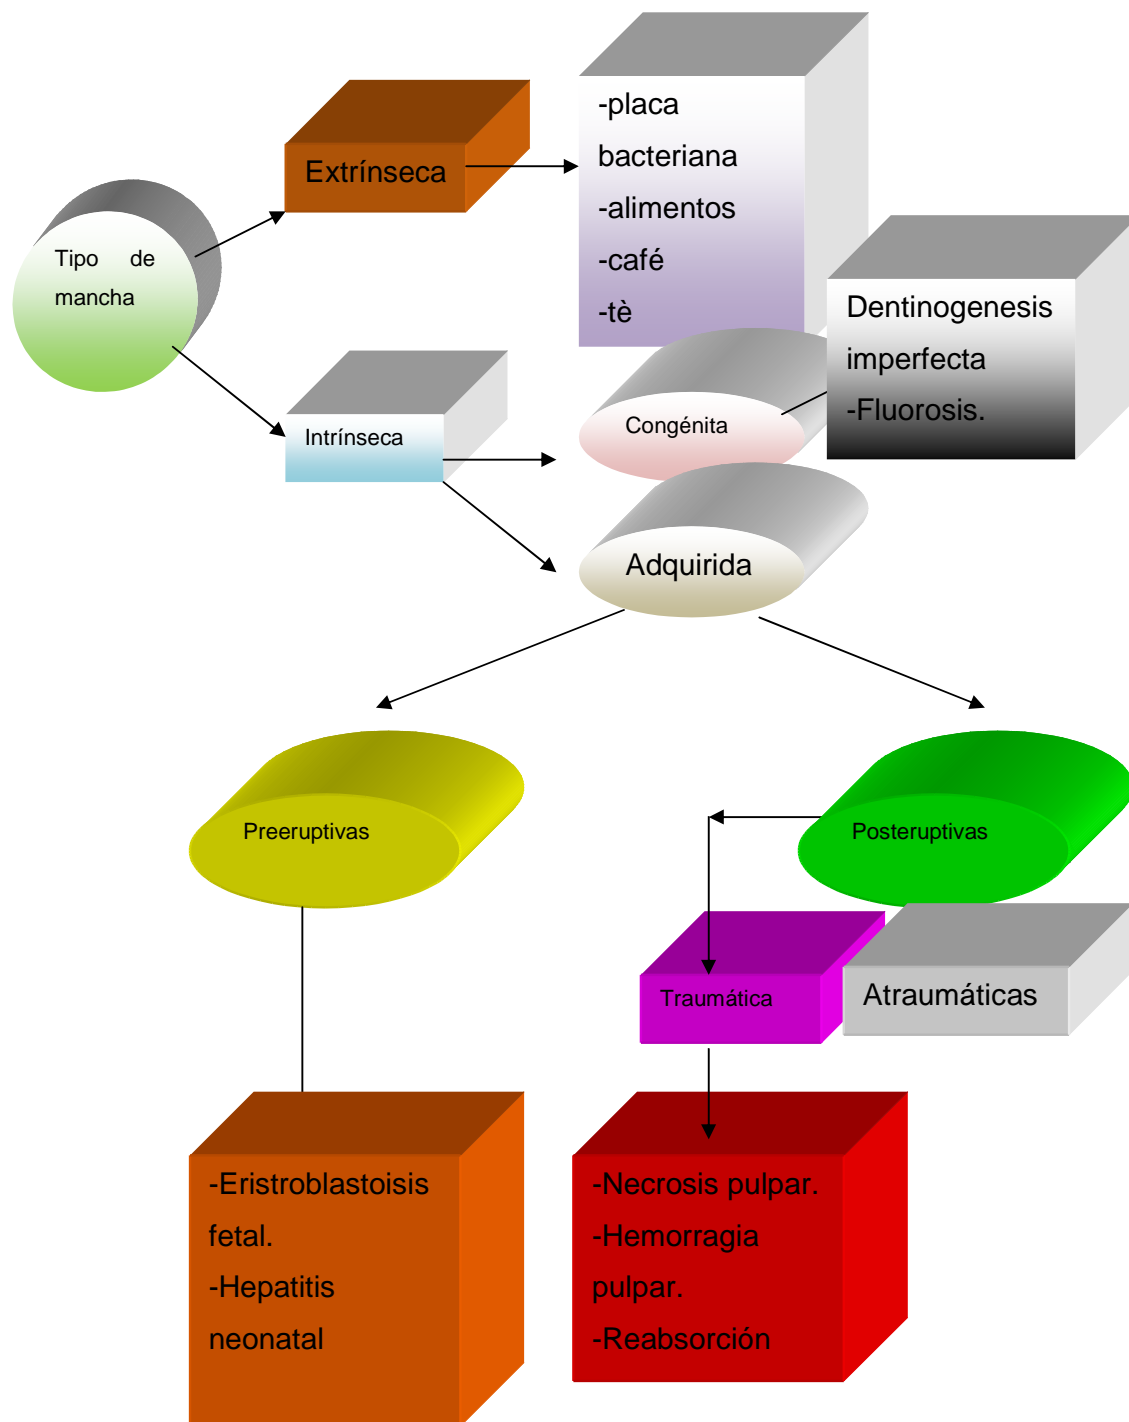 Tipo de
mancha
Extrínseca
-placa
bacteriana
-alimentos
-café
-tè
Intrínseca
Congénita
Dentinogenesis
imperfecta
-Fluorosis.
Adquirida
Preeruptivas
Posteruptivas
Traumática
Atraumáticas
-Eristroblastoisis
fetal.
-Hepatitis
neonatal
-Necrosis pulpar.
-Hemorragia
pulpar.
-Reabsorción